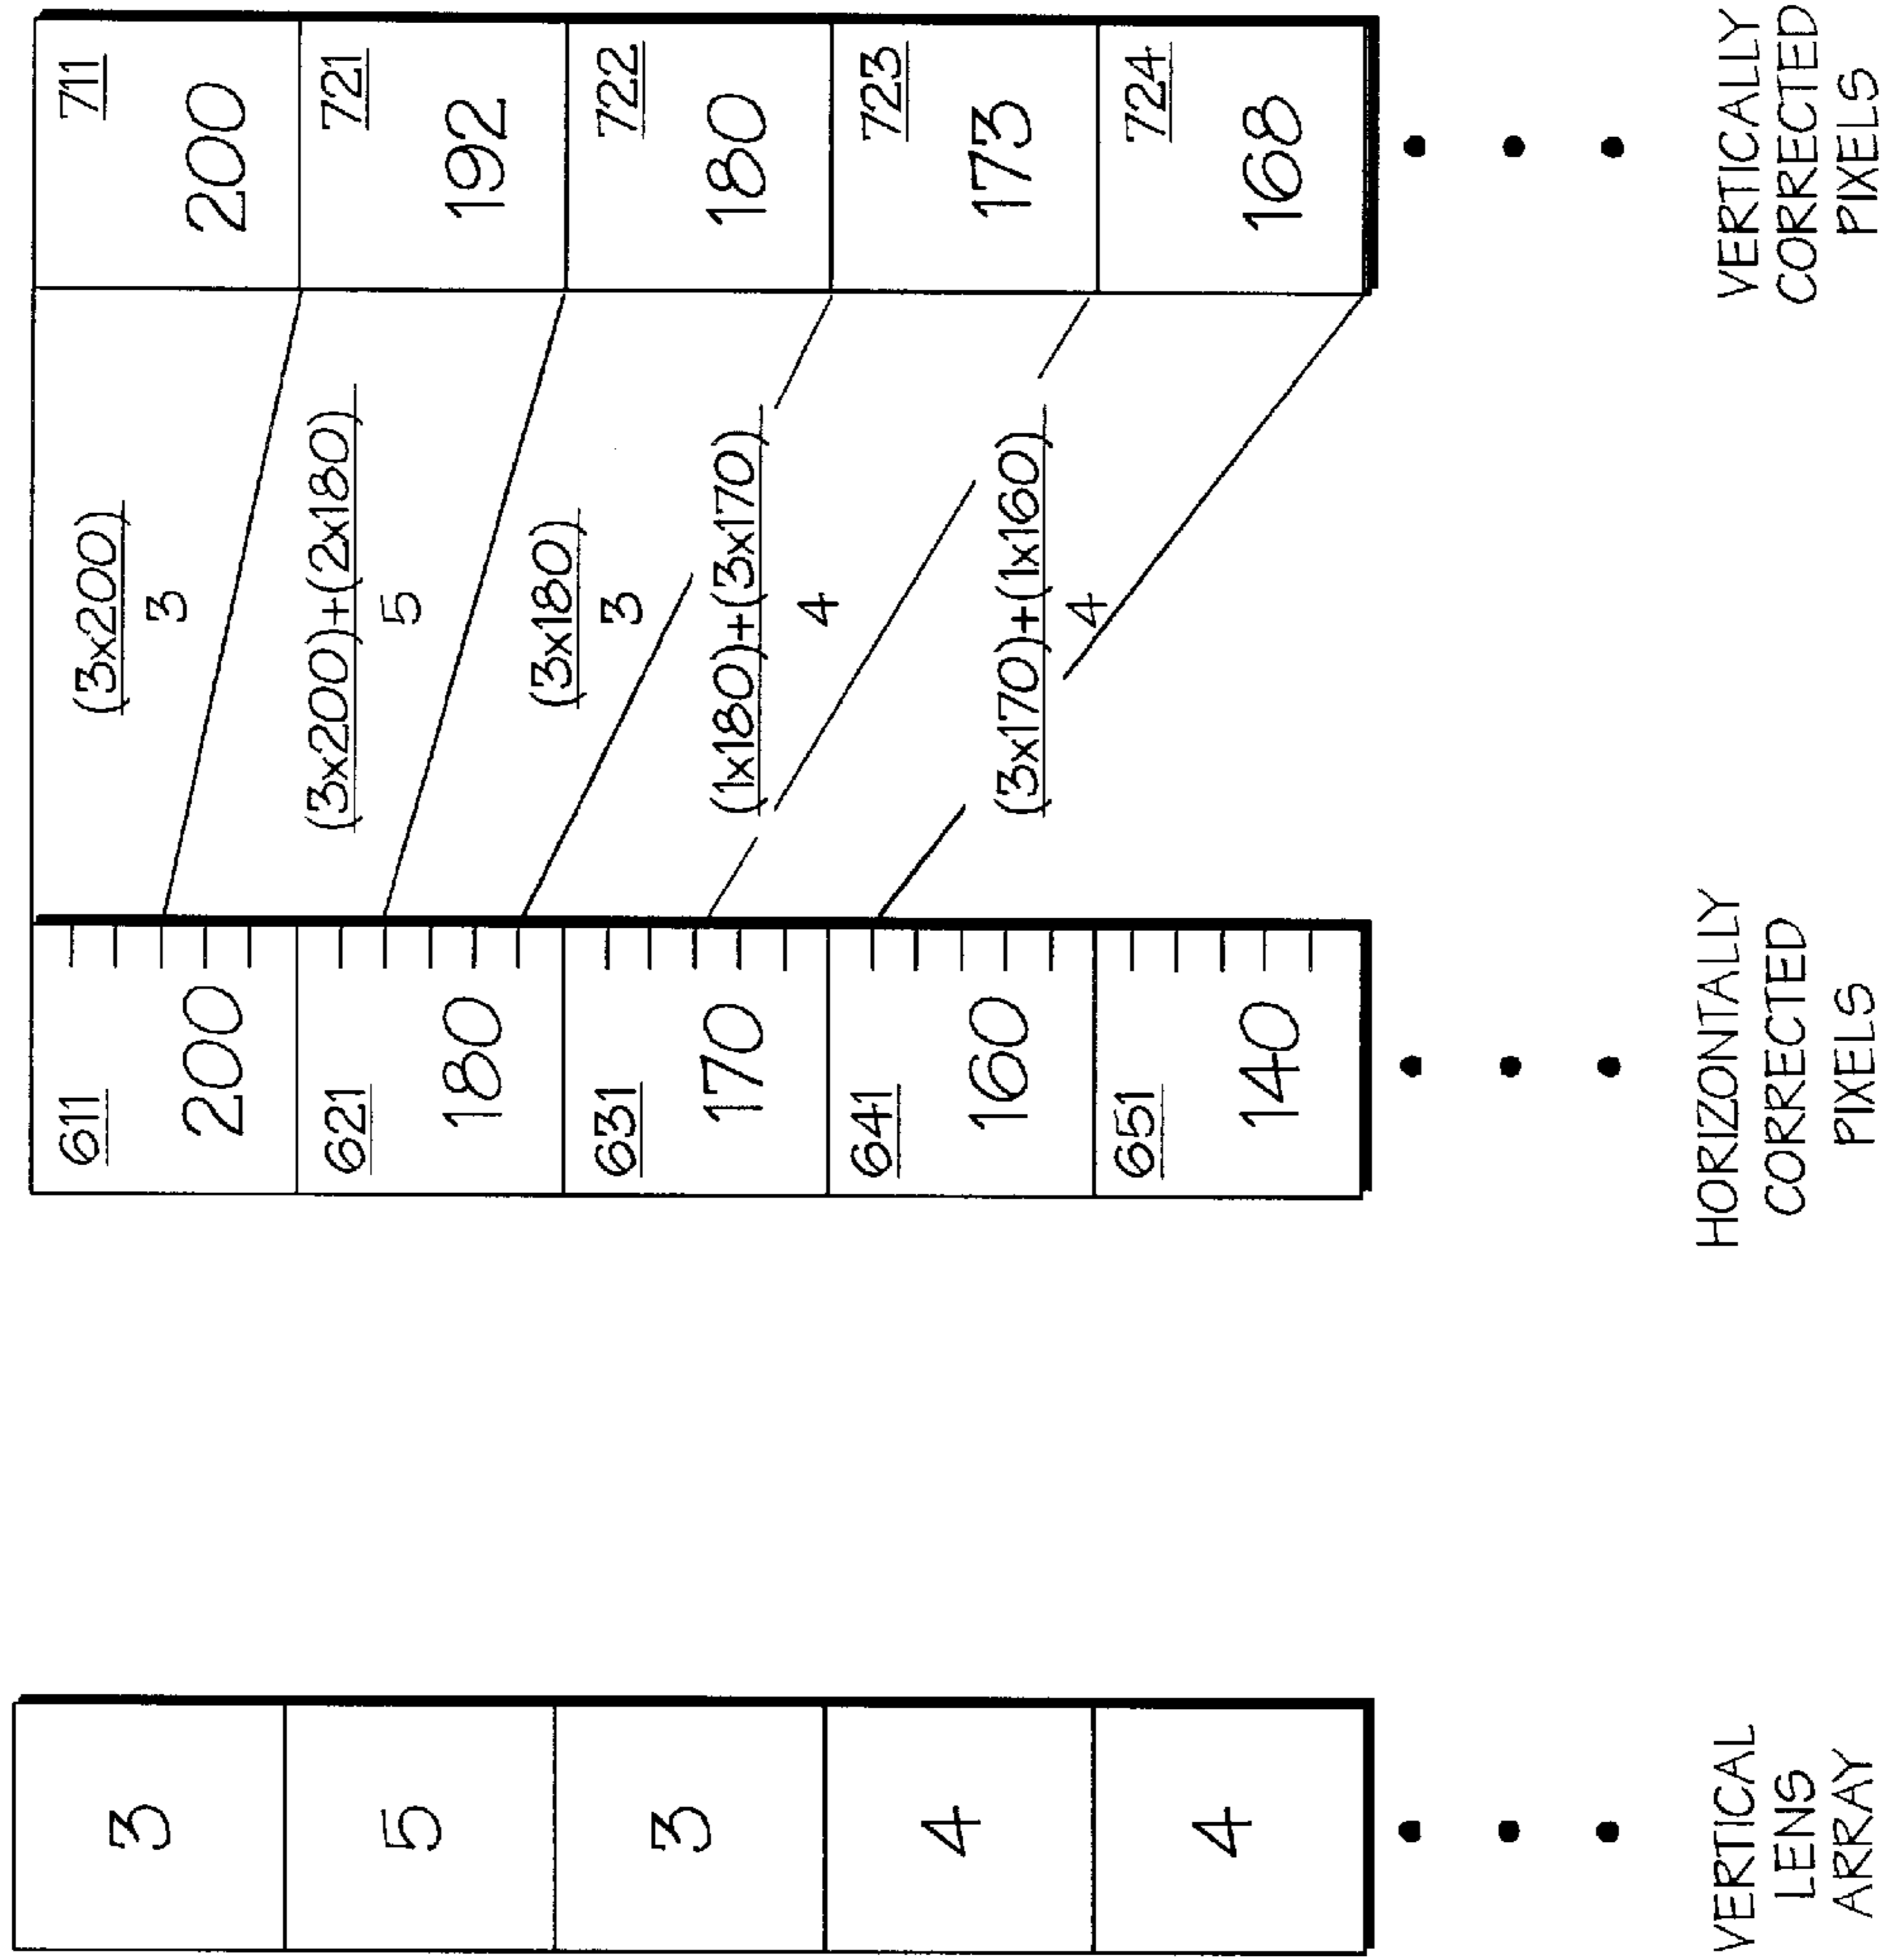 3
5
3
4
4
VERTICAL
LENS
ARRAY
611
200
621
180
631
170
641
160
651
140
HORIZONTALLY
CORRECTED
PIXELS
(3x200)
3
(3x200)+(2x180)
5
(3x180)
3
(1x180)+(3x170)
4
(3x170)+(1x160)
4
711
200
721
192
722
180
723
173
724
168
VERTICALLY
CORRECTED
PIXELS